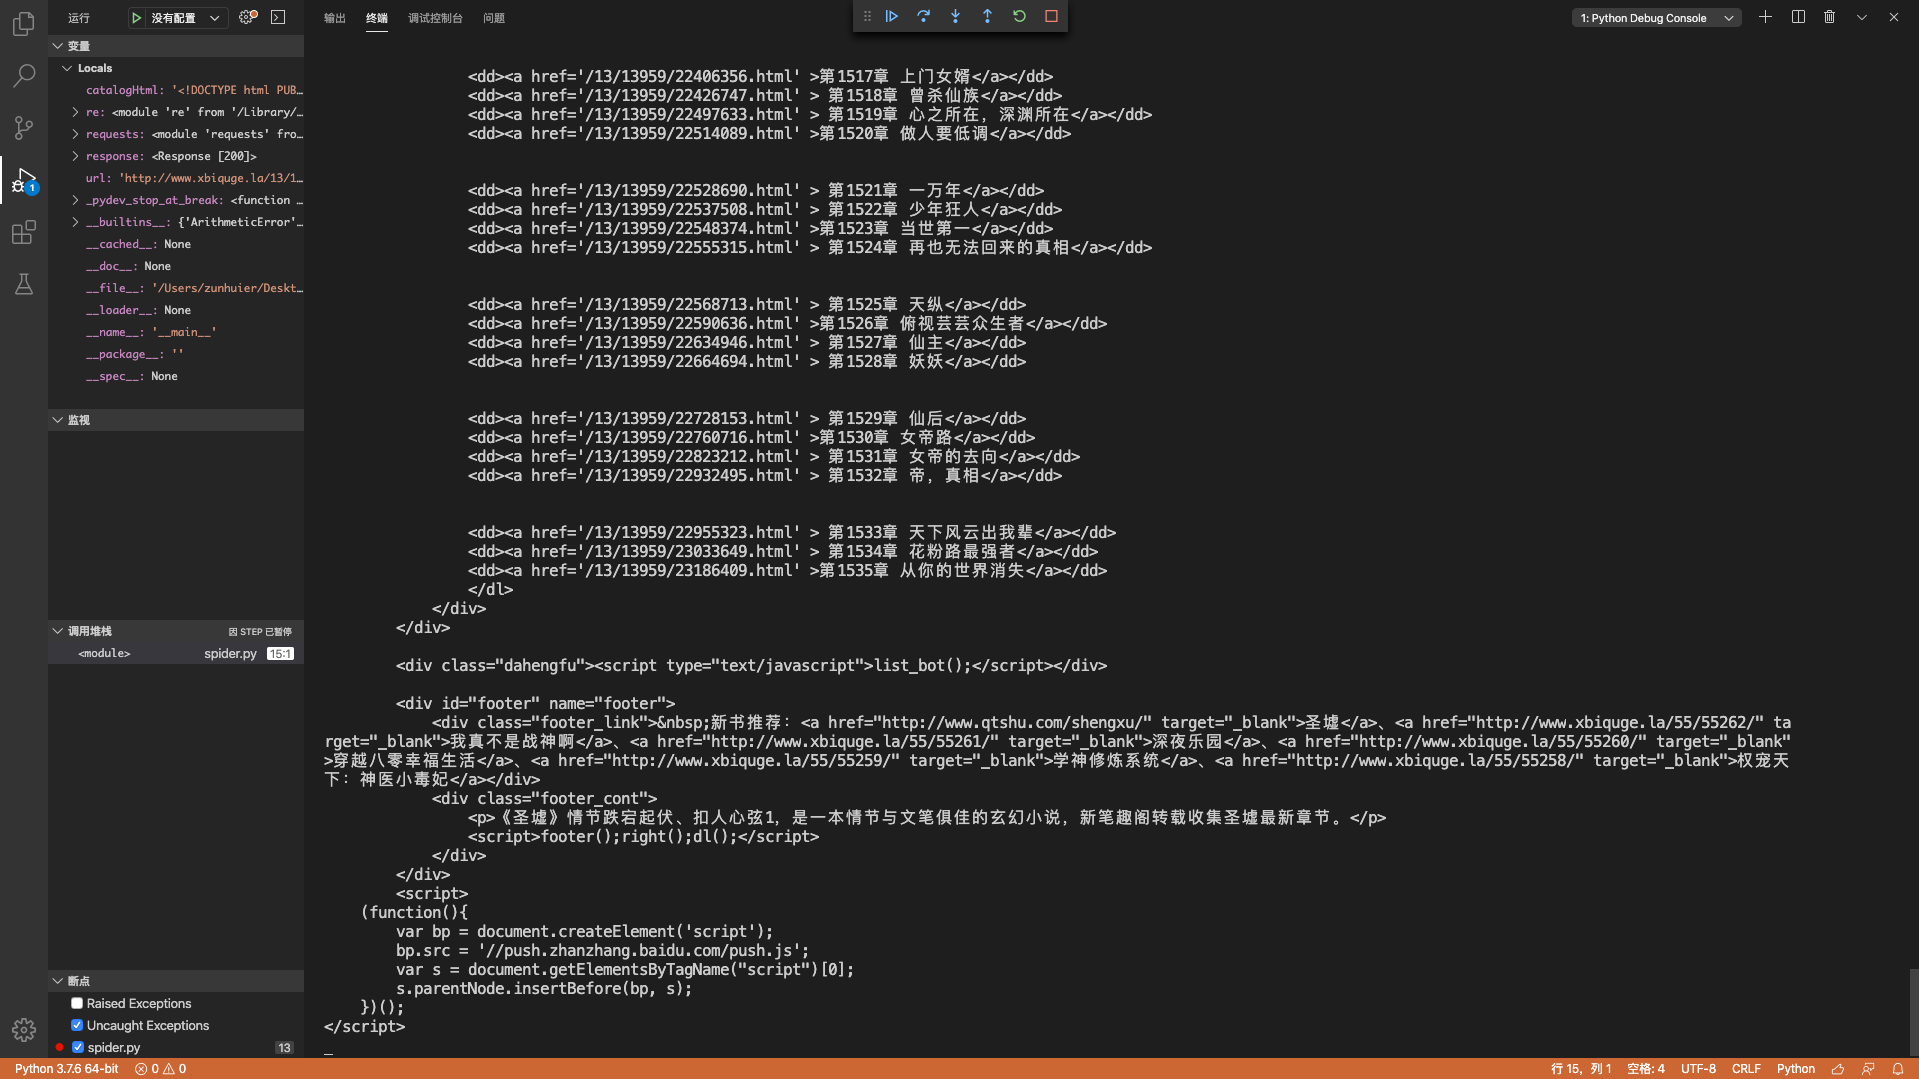 运行
没有配置
变量
Locals
catalogHtml: '<!DOCTYPE html PUB…
re: <module 're' from '/Library/…
requests: <module 'requests' fro…
response: <Response [200]>
url: 'http://www.xbiquge.la/13/1…
_pydev_stop_at_break: <function …
__builtins__: {'ArithmeticError'…
__cached__: None
__doc__: None
__file__: '/Users/zunhuier/Deskt…
__loader__: None
__name__: '__main__'
__package__: ''
__spec__: None
监视
调用堆栈 因 STEP 已暂停
<module> spider.py 15:1
断点
Raised Exceptions
Uncaught Exceptions
spider.py 13
1
输出 终端 调试控制台 问题
1: Python Debug Console
<dd><a href='/13/13959/22406356.html' >第1517章 上门女婿</a></dd>
<dd><a href='/13/13959/22426747.html' > 第1518章 曾杀仙族</a></dd>
<dd><a href='/13/13959/22497633.html' > 第1519章 心之所在，深渊所在</a></dd>
<dd><a href='/13/13959/22514089.html' >第1520章 做人要低调</a></dd>
<dd><a href='/13/13959/22528690.html' > 第1521章 一万年</a></dd>
<dd><a href='/13/13959/22537508.html' > 第1522章 少年狂人</a></dd>
<dd><a href='/13/13959/22548374.html' >第1523章 当世第一</a></dd>
<dd><a href='/13/13959/22555315.html' > 第1524章 再也无法回来的真相</a></dd>
<dd><a href='/13/13959/22568713.html' > 第1525章 天纵</a></dd>
<dd><a href='/13/13959/22590636.html' >第1526章 俯视芸芸众生者</a></dd>
<dd><a href='/13/13959/22634946.html' > 第1527章 仙主</a></dd>
<dd><a href='/13/13959/22664694.html' > 第1528章 妖妖</a></dd>
<dd><a href='/13/13959/22728153.html' > 第1529章 仙后</a></dd>
<dd><a href='/13/13959/22760716.html' >第1530章 女帝路</a></dd>
<dd><a href='/13/13959/22823212.html' > 第1531章 女帝的去向</a></dd>
<dd><a href='/13/13959/22932495.html' > 第1532章 帝，真相</a></dd>
<dd><a href='/13/13959/22955323.html' > 第1533章 天下风云出我辈</a></dd>
<dd><a href='/13/13959/23033649.html' > 第1534章 花粉路最强者</a></dd>
<dd><a href='/13/13959/23186409.html' >第1535章 从你的世界消失</a></dd>
</dl>
</div>
</div>
<div class="dahengfu"><script type="text/javascript">list_bot();</script></div>
<div id="footer" name="footer">
<div class="footer_link">&nbsp;新书推荐：<a href="http://www.qtshu.com/shengxu/" target="_blank">圣墟</a>、<a href="http://www.xbiquge.la/55/55262/" ta
rget="_blank">我真不是战神啊</a>、<a href="http://www.xbiquge.la/55/55261/" target="_blank">深夜乐园</a>、<a href="http://www.xbiquge.la/55/55260/" target="_blank"
>穿越八零幸福生活</a>、<a href="http://www.xbiquge.la/55/55259/" target="_blank">学神修炼系统</a>、<a href="http://www.xbiquge.la/55/55258/" target="_blank">权宠天
下：神医小毒妃</a></div>
<div class="footer_cont">
<p>《圣墟》情节跌宕起伏、扣人心弦1，是一本情节与文笔俱佳的玄幻小说，新笔趣阁转载收集圣墟最新章节。</p>
<script>footer();right();dl();</script>
</div>
</div>
<script>
(function(){
var bp = document.createElement('script');
bp.src = '//push.zhanzhang.baidu.com/push.js';
var s = document.getElementsByTagName("script")[0];
s.parentNode.insertBefore(bp, s);
})();
</script>
Python 3.7.6 64-bit 0 0 行 15，列 1 空格: 4 UTF-8 CRLF Python